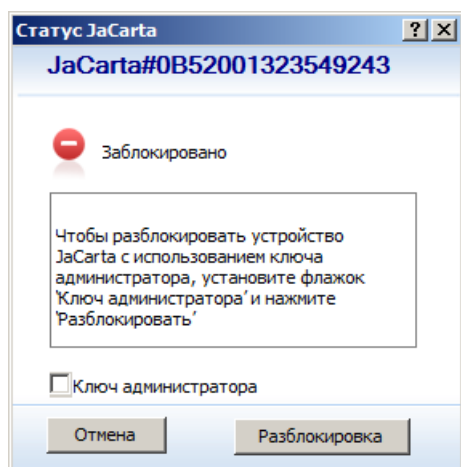 Статус JaCarta
JaCarta#0B52001323549243
Заблокировано
Чтобы разблокировать устройство
JaCarta с использованием ключа
администратора, установите флажок
'Ключ администратора' и нажмите
'Разблокировать'
Ключ администратора
Отмена
Разблокировка